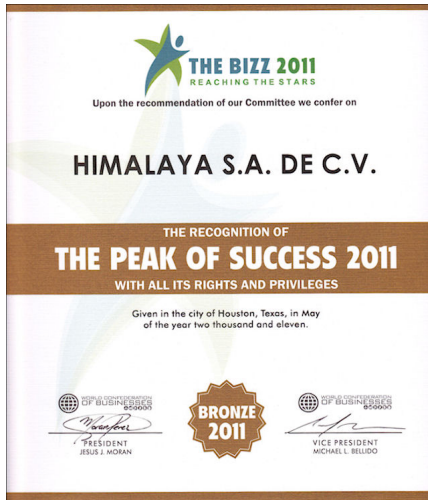 THE BIZZ 2011
REACHING THE STARS
Upon the recommendation of our Committee we confer on
HIMALAYA S.A. DE C.V.
THE RECOGNITION OF
THE PEAK OF SUCCESS 2011
WITH ALL ITS RIGHTS AND PRIVILEGES
Given in the city of Houston, Texas, in May
of the year two thousand and eleven.
WORLD CONFEDERATION
OF BUSINESSES
PRESIDENT
JESUS J. MORAN
BRONZE
2011
WORLD CONFEDERATION
OF BUSINESSES
VICE PRESIDENT
MICHAEL L. BELLIDO